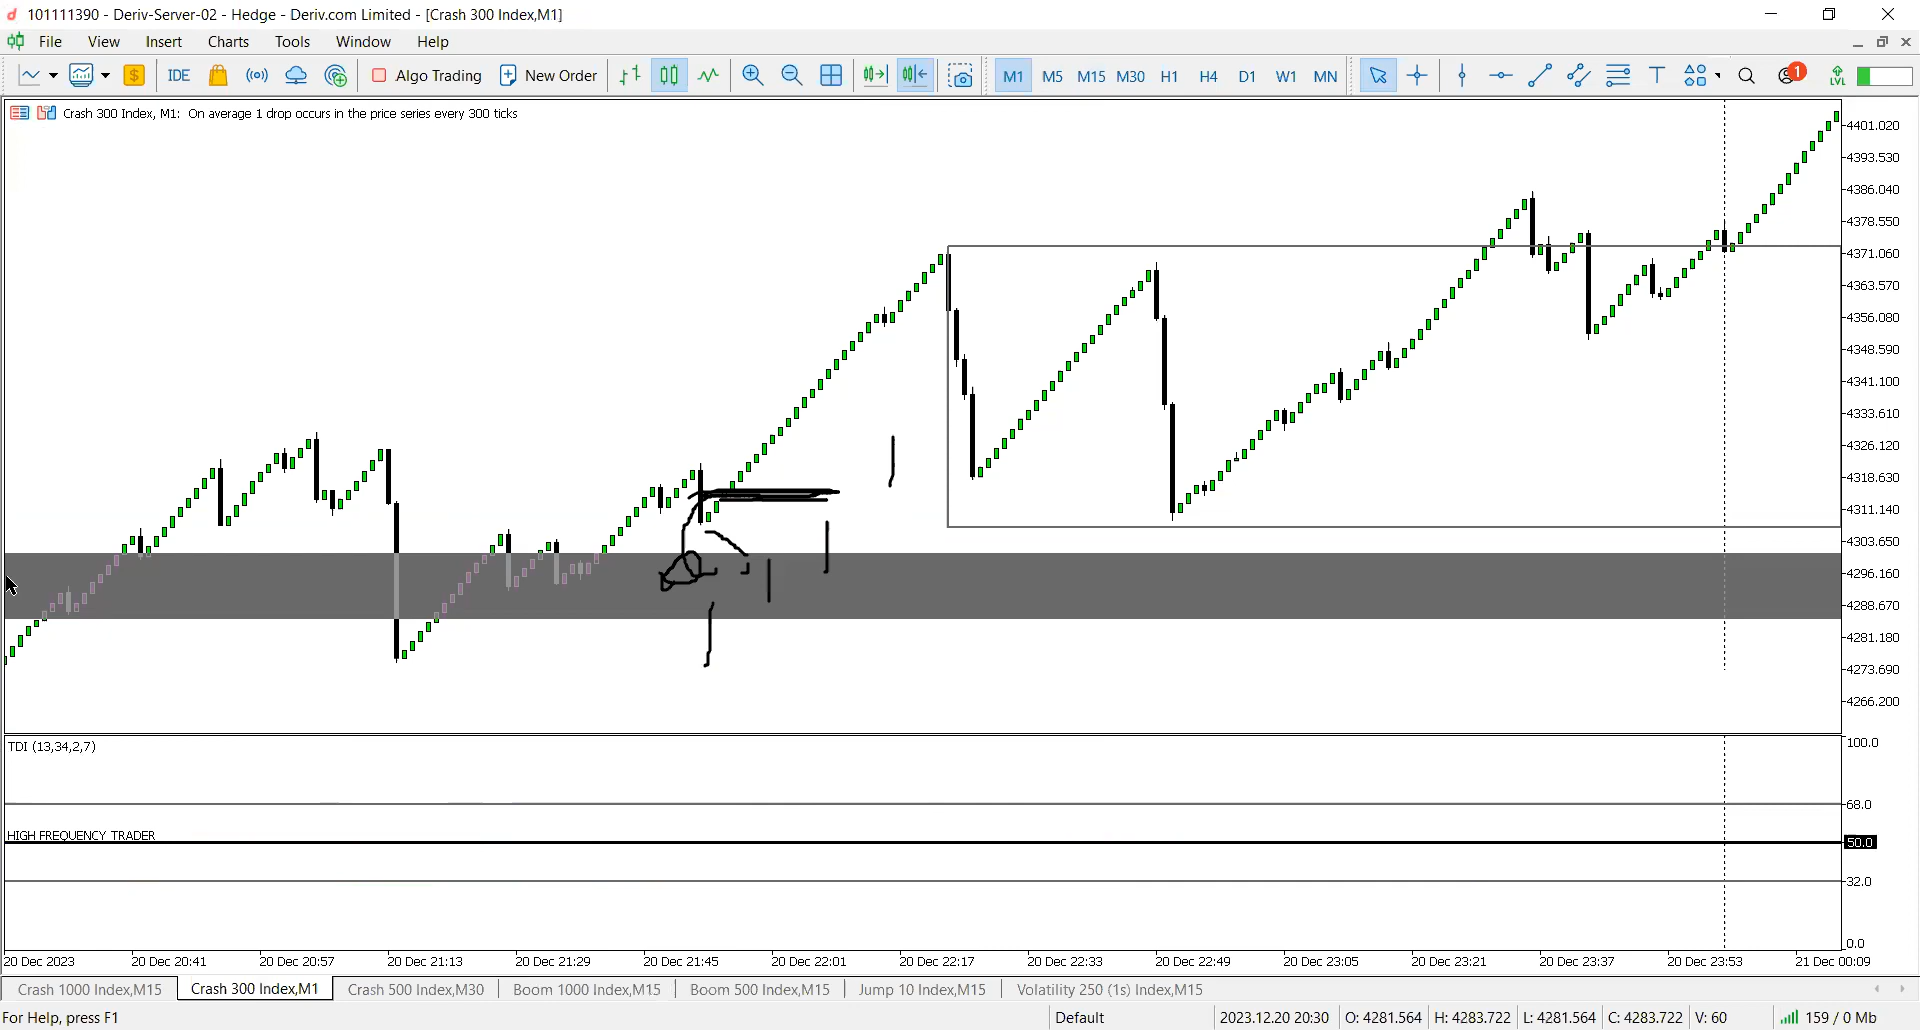 101111390 - Deriv-Server-02 - Hedge - Deriv.com Limited - [Crash 300 Index,M1]
File View Insert Charts Tools Window Help
$ IDE Algo Trading New Order M1 M5 M15 M30 H1 H4 D1 W1 MN T 1 LVL
Crash 300 Index, M1: On average 1 drop occurs in the price series every 300 ticks
4401.020
4393.530
4386.040
4378.550
4371.060
4363.570
4356.080
4348.590
4341.100
4333.610
4326.120
4318.630
4311.140
4303.650
4296.160
4288.670
4281.180
4273.690
4266.200
TDI (13,34,2,7)
100.0
68.0
HIGH FREQUENCY TRADER
50.0
32.0
0.0
20 Dec 2023 20 Dec 20:41 20 Dec 20:57 20 Dec 21:13 20 Dec 21:29 20 Dec 21:45 20 Dec 22:01 20 Dec 22:17 20 Dec 22:33 20 Dec 22:49 20 Dec 23:05 20 Dec 23:21 20 Dec 23:37 20 Dec 23:53 21 Dec 00:09
Crash 1000 Index,M15 Crash 300 Index,M1 Crash 500 Index,M30 Boom 1000 Index,M15 Boom 500 Index,M15 Jump 10 Index,M15 Volatility 250 (1s) Index,M15
For Help, press F1 Default 2023.12.20 20:30 O: 4281.564 H: 4283.722 L: 4281.564 C: 4283.722 V: 60 159 / 0 Mb